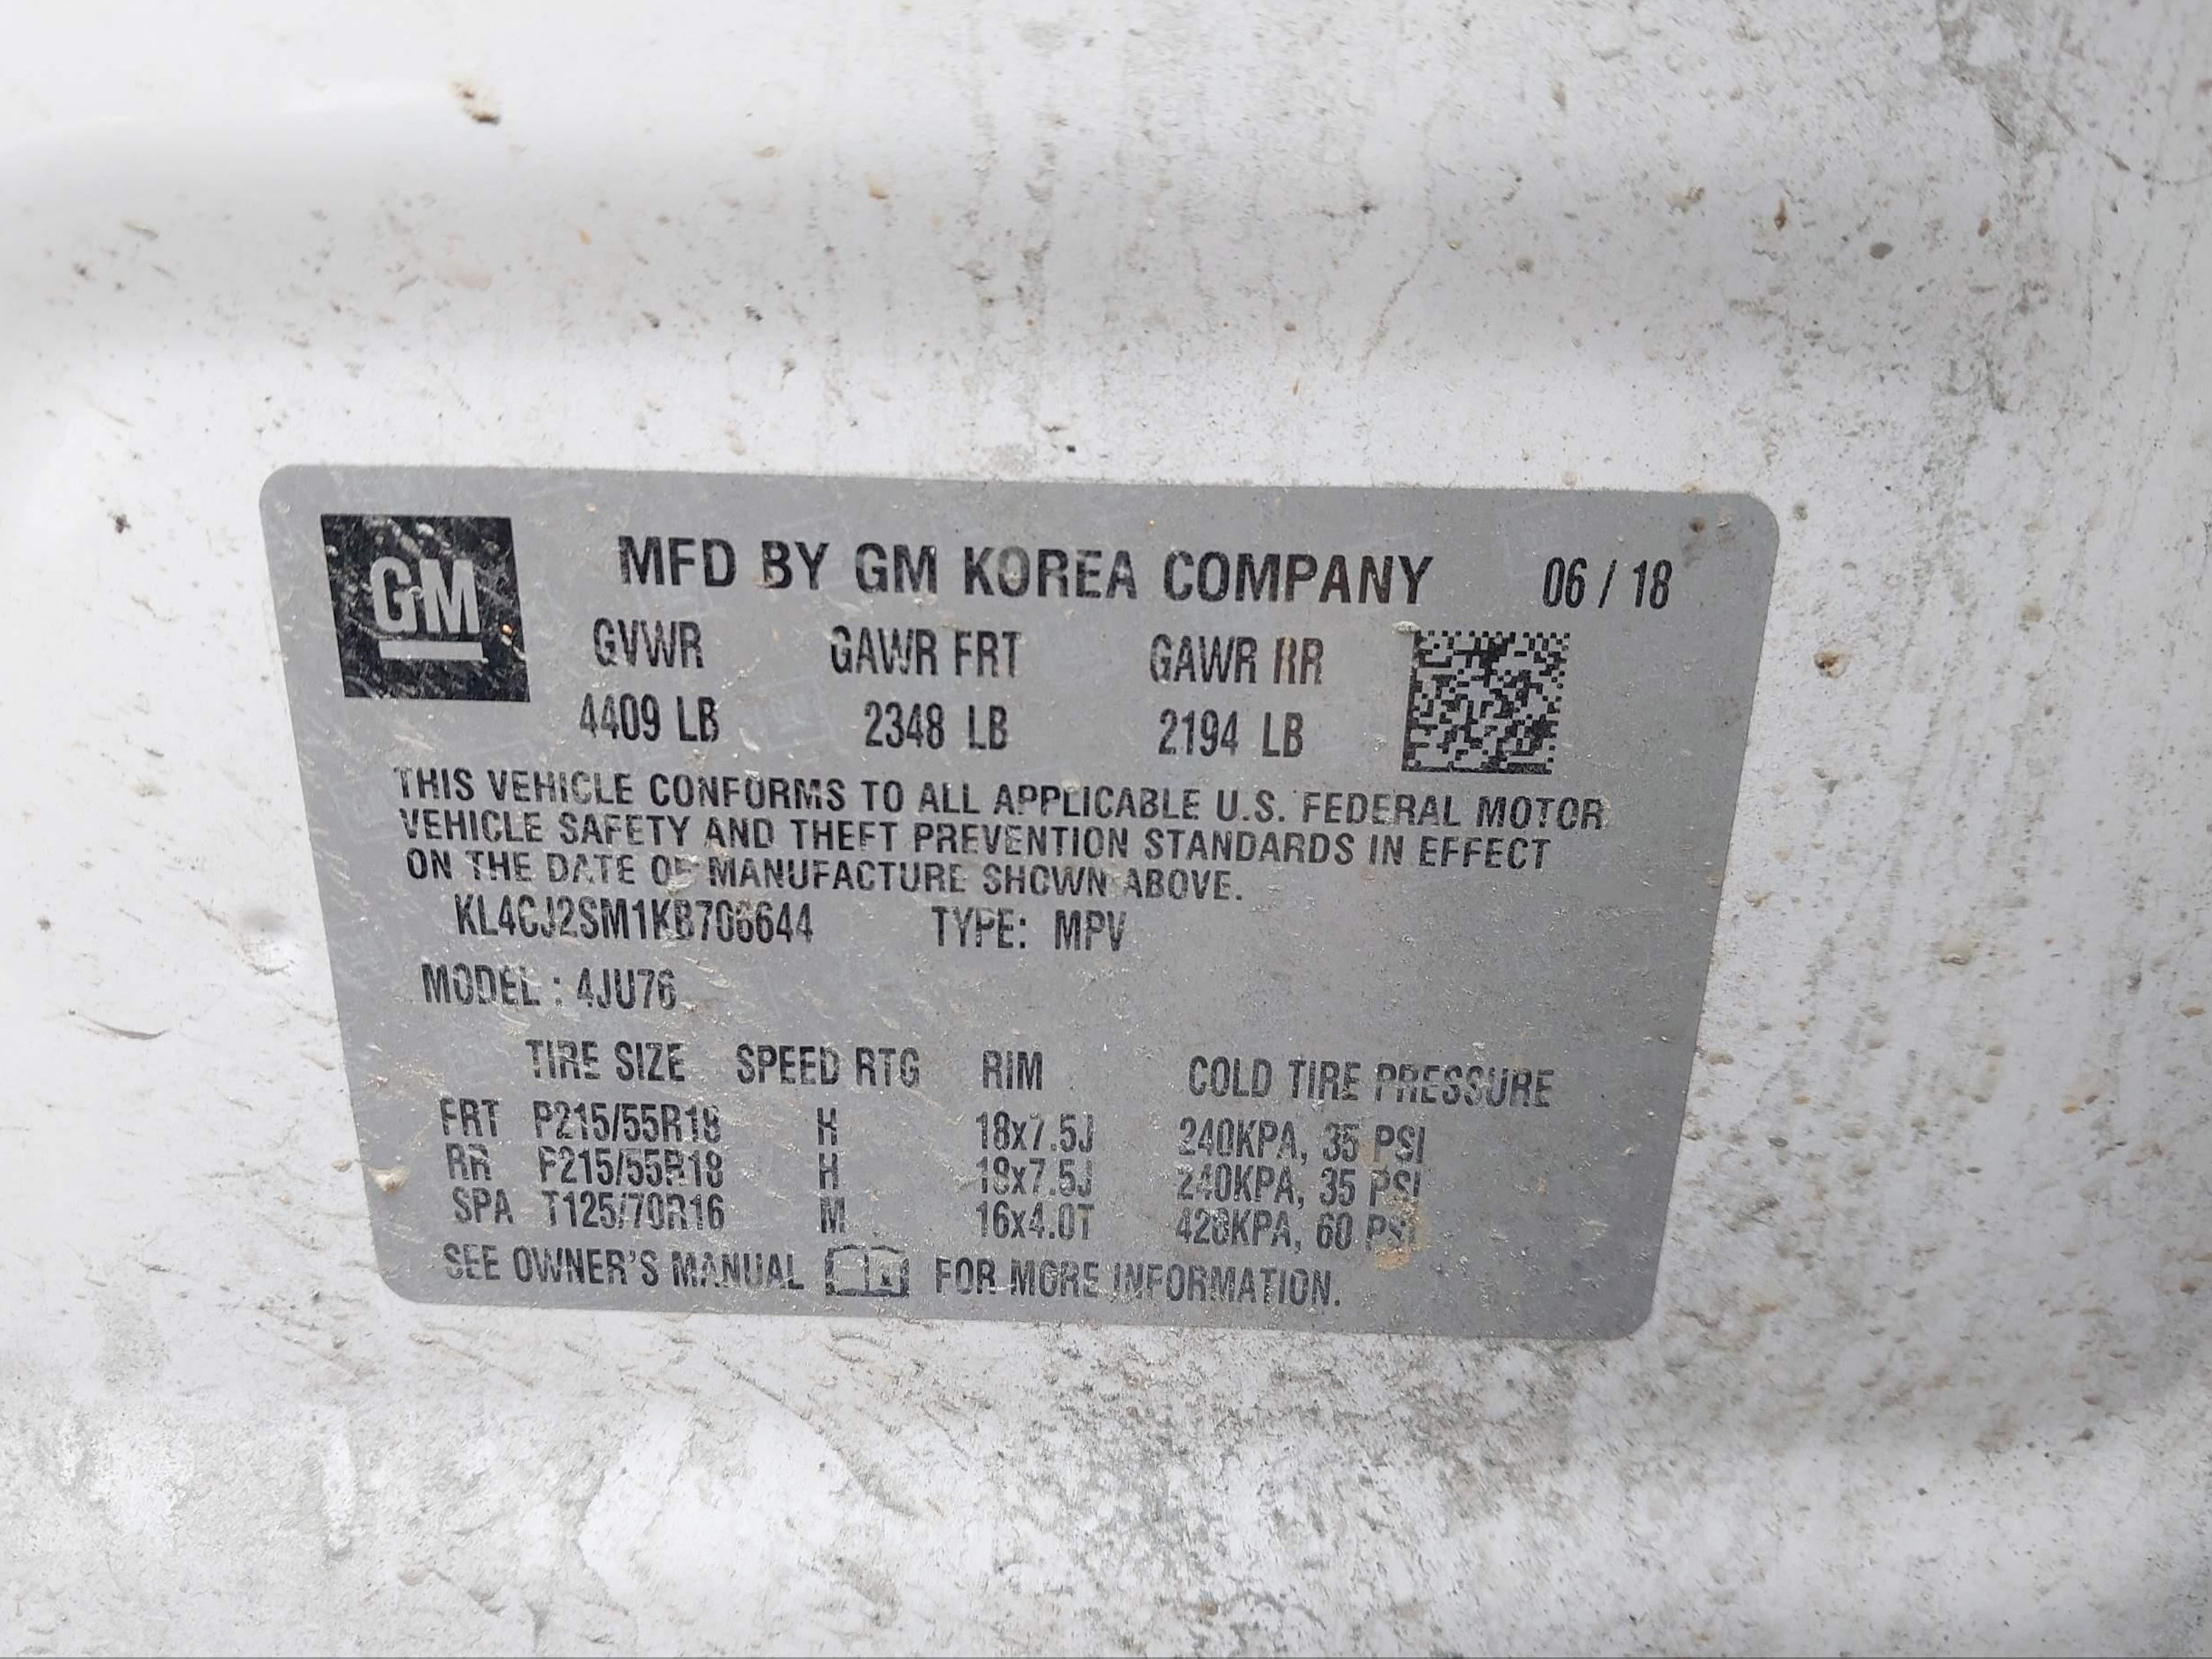 GM
MFD BY GM KOREA COMPANY 06 / 18
GVWR GAWR FRT GAWR RR
4409 LB 2348 LB 2194 LB
THIS VEHICLE CONFORMS TO ALL APPLICABLE U.S. FEDERAL MOTOR
VEHICLE SAFETY AND THEFT PREVENTION STANDARDS IN EFFECT
ON THE DATE OF MANUFACTURE SHOWN ABOVE.
KL4CJ2SM1KB706644 TYPE: MPV
MODEL : 4JU76
TIRE SIZE SPEED RTG RIM COLD TIRE PRESSURE
FRT P215/55R18 H 18x7.5J 240KPA, 35 PSI
RR P215/55R18 H 18x7.5J 240KPA, 35 PSI
SPA T125/70R16 M 16x4.0T 420KPA, 60 PSI
SEE OWNER'S MANUAL FOR MORE INFORMATION.